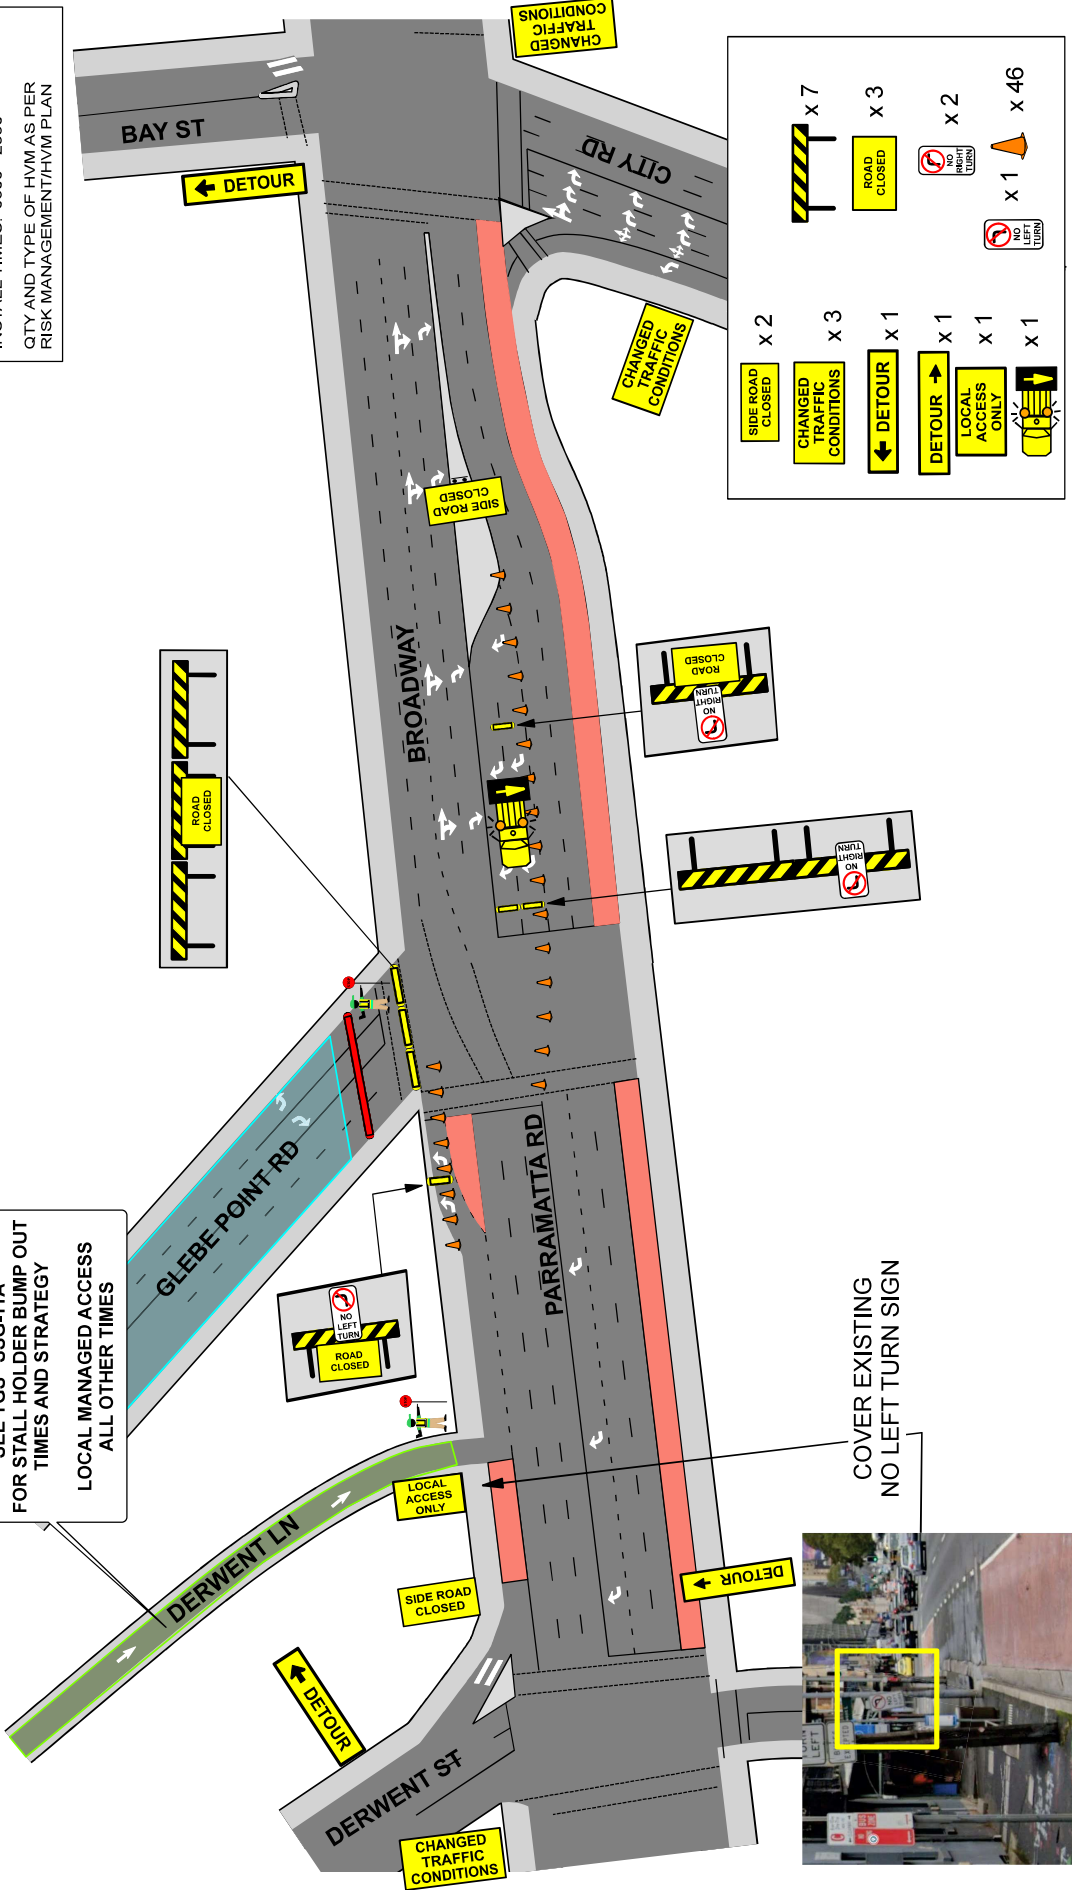 QTY AND TYPE OF HVM AS PER
RISK MANAGEMENT/HVM PLAN
BAY ST
DETOUR
CHANGED
TRAFFIC
CONDITIONS
CITY RD
CHANGED
TRAFFIC
CONDITIONS
SIDE ROAD
CLOSED
BROADWAY
ROAD
CLOSED
ROAD
CLOSED
NO
RIGHT
TURN
NO
RIGHT
TURN
GLEBE POINT RD
PARRAMATTA RD
ROAD
CLOSED
NO
LEFT
TURN
FOR STALL HOLDER BUMP OUT
TIMES AND STRATEGY
LOCAL MANAGED ACCESS
ALL OTHER TIMES
DERWENT LN
LOCAL
ACCESS
ONLY
SIDE ROAD
CLOSED
DETOUR
DETOUR
DERWENT ST
CHANGED
TRAFFIC
CONDITIONS
COVER EXISTING
NO LEFT TURN SIGN
SIDE ROAD
CLOSED
x 2
CHANGED
TRAFFIC
CONDITIONS
x 3
DETOUR
x 1
DETOUR
x 1
LOCAL
ACCESS
ONLY
x 1
x 1
x 7
ROAD
CLOSED
x 3
NO
RIGHT
TURN
x 2
NO
LEFT
TURN
x 1
x 46
LEFT